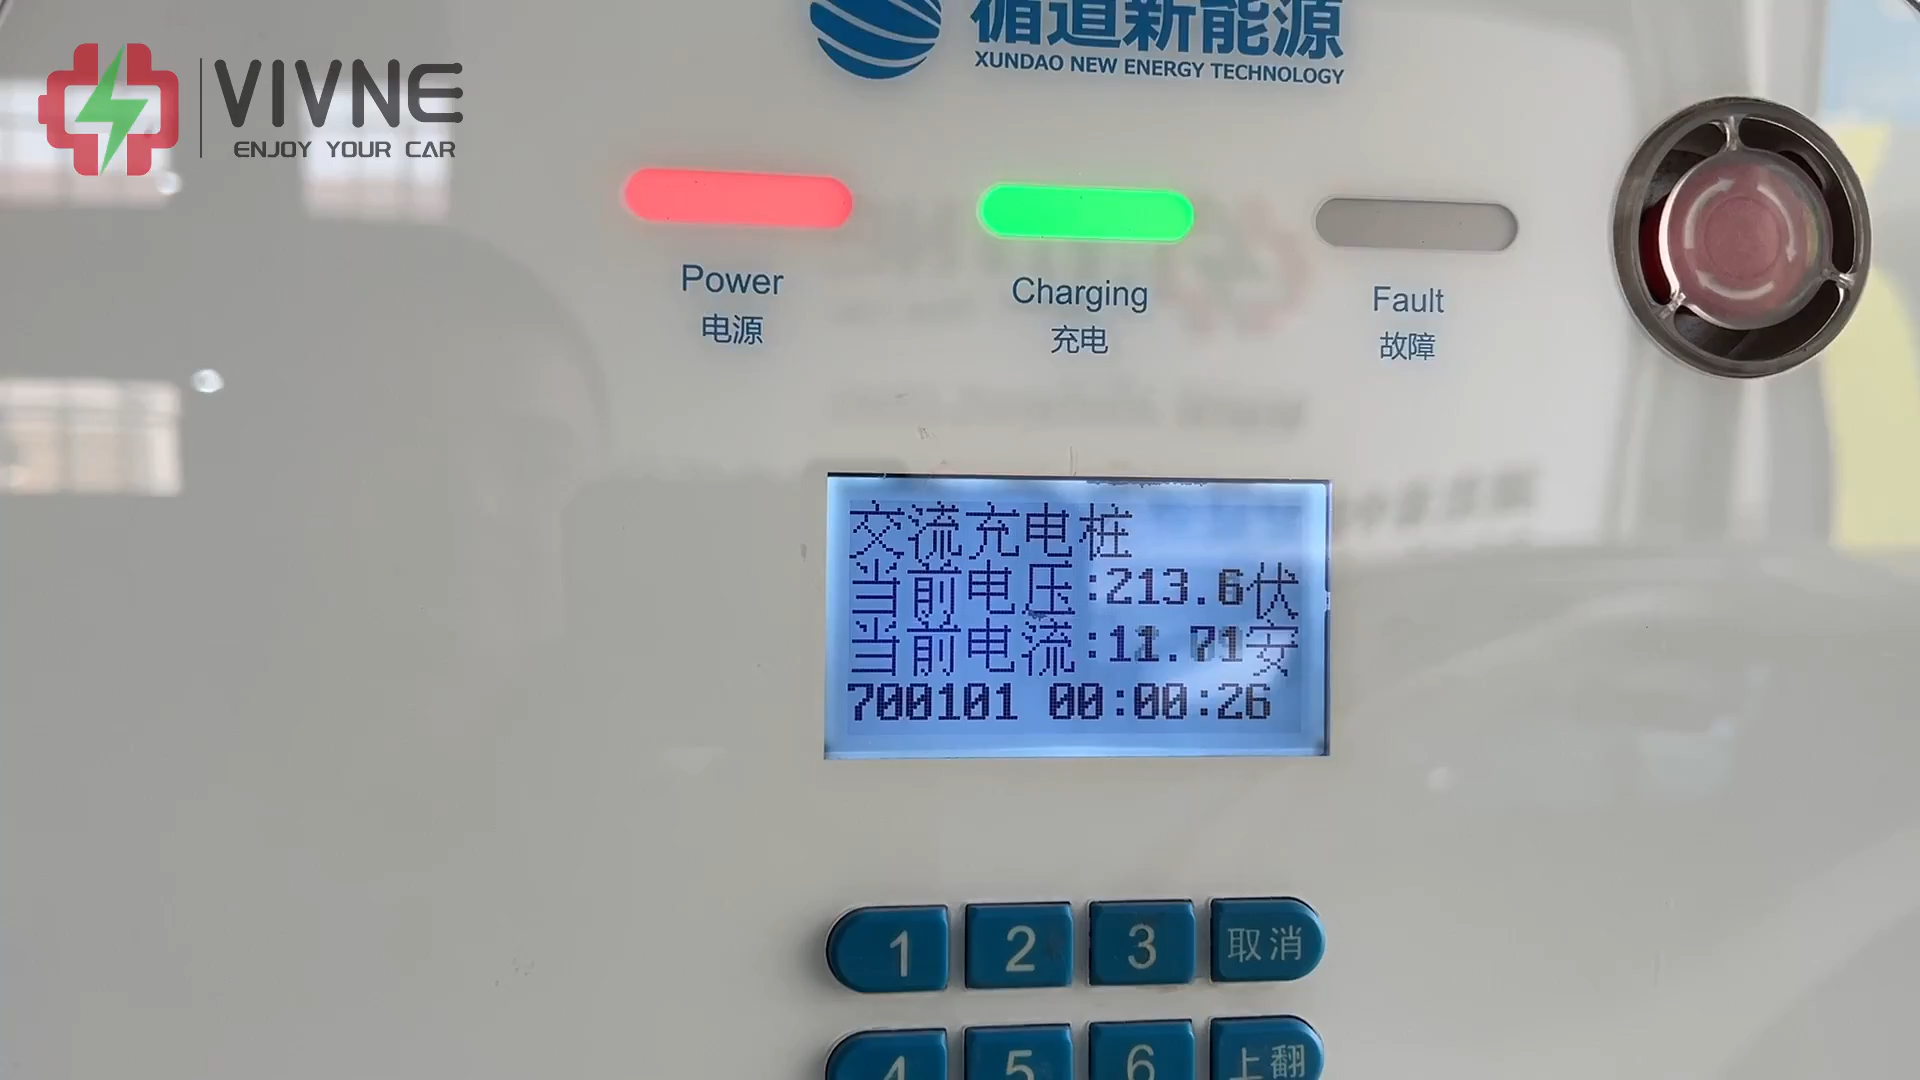 VIVNE
ENJOY YOUR CAR
循道新能源
XUNDAO NEW ENERGY TECHNOLOGY
Power
电源
Charging
充电
Fault
故障
交流充电桩
当前电压:213.6伏
当前电流:11.71安
700101 00:00:26
1 2 3 取消
4 5 6 上翻